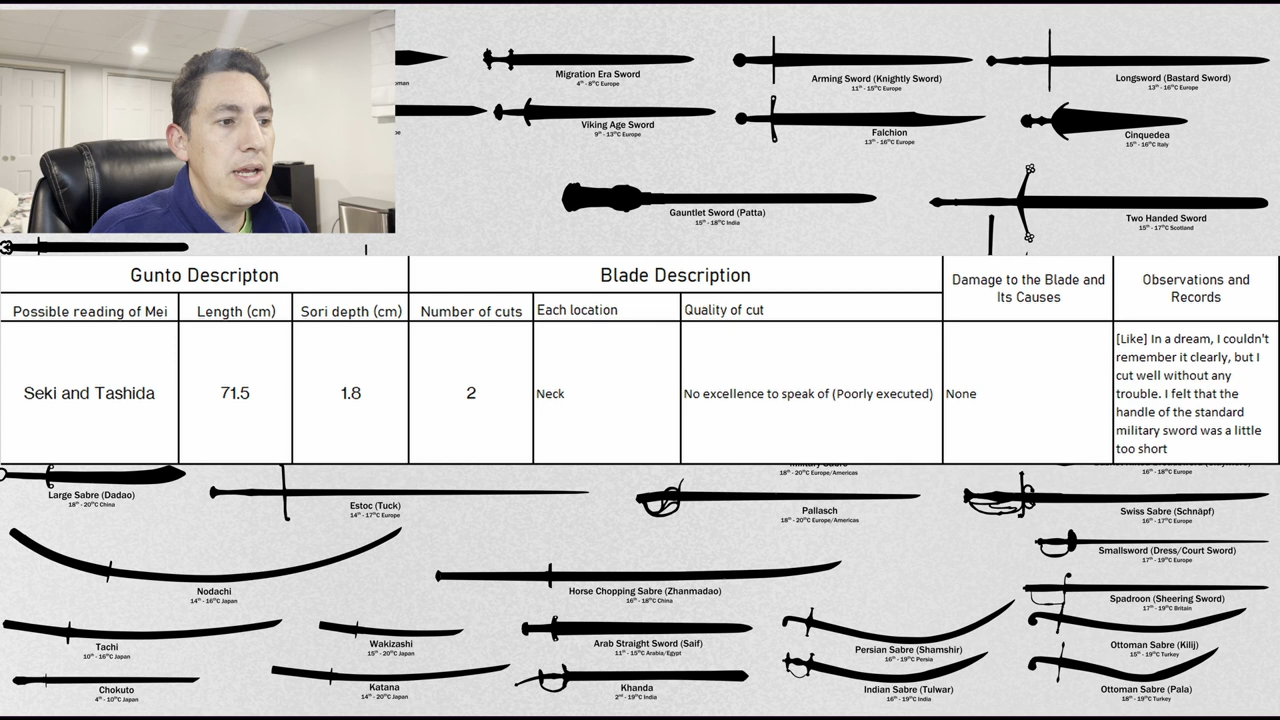 Migration Era Sword
4th - 8thC Europe
Arming Sword (Knightly Sword)
11th - 15thC Europe
Longsword (Bastard Sword)
13th - 16thC Europe
Viking Age Sword
9th - 13thC Europe
Falchion
13th - 16thC Europe
Cinquedea
15th - 16thC Italy
Gauntlet Sword (Patta)
15th - 18thC India
Two Handed Sword
15th - 17thC Scotland
Gunto Descripton
Blade Description
Damage to the Blade and
Its Causes
Observations and
Records
Possible reading of Mei
Length (cm)
Sori depth (cm)
Number of cuts
Each location
Quality of cut
Seki and Tashida
71.5
1.8
2
Neck
No excellence to speak of (Poorly executed)
None
[Like] In a dream, I couldn't
remember it clearly, but I
cut well without any
trouble. I felt that the
handle of the standard
military sword was a little
too short
18th - 20thC Europe/Americas
16th - 18thC Europe
Large Sabre (Dadao)
18th - 20thC China
Estoc (Tuck)
14th - 17thC Europe
Pallasch
18th - 20thC Europe/Americas
Swiss Sabre (Schnäpf)
16th - 17thC Europe
Smallsword (Dress/Court Sword)
17th - 19thC Europe
Nodachi
14th - 16thC Japan
Horse Chopping Sabre (Zhanmadao)
16th - 18thC China
Spadroon (Sheering Sword)
17th - 19thC Britain
Tachi
10th - 16thC Japan
Wakizashi
15th - 20thC Japan
Arab Straight Sword (Saif)
11th - 15thC Arabia/Egypt
Persian Sabre (Shamshir)
16th - 19thC Persia
Ottoman Sabre (Kilij)
15th - 19thC Turkey
Chokuto
4th - 10thC Japan
Katana
14th - 20thC Japan
Khanda
2nd - 19thC India
Indian Sabre (Tulwar)
16th - 19thC India
Ottoman Sabre (Pala)
18th - 19thC Turkey